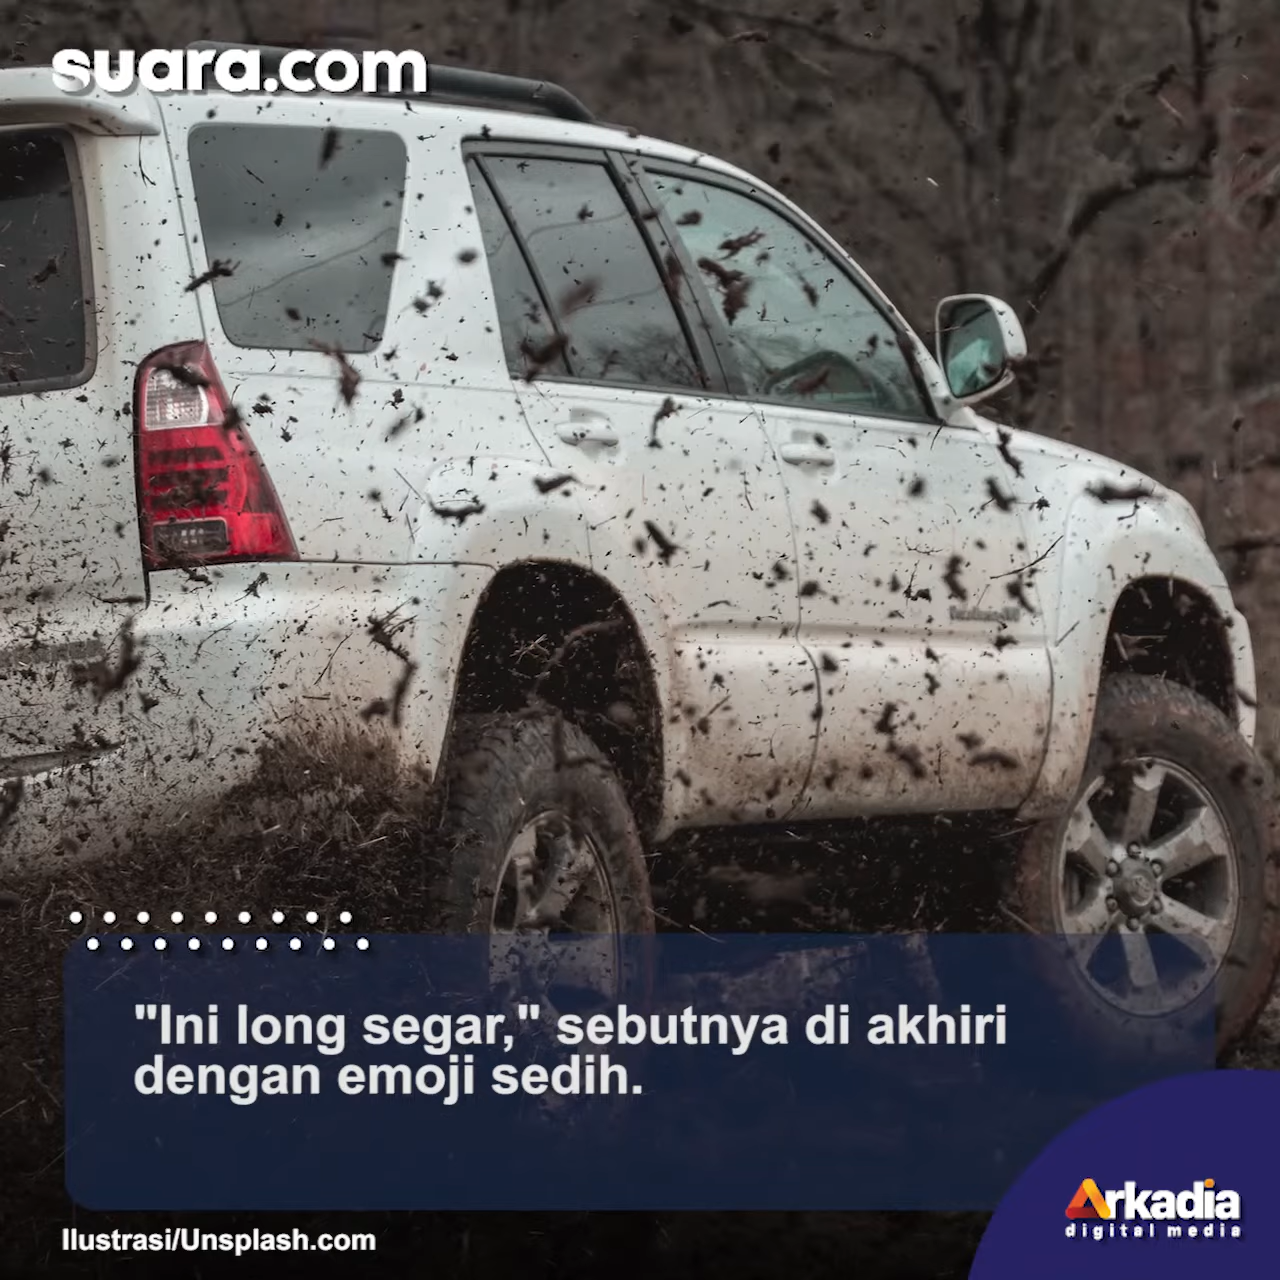 suara.com
"Ini long segar," sebutnya di akhiri
dengan emoji sedih.
Ilustrasi/Unsplash.com
Arkadia
digital media